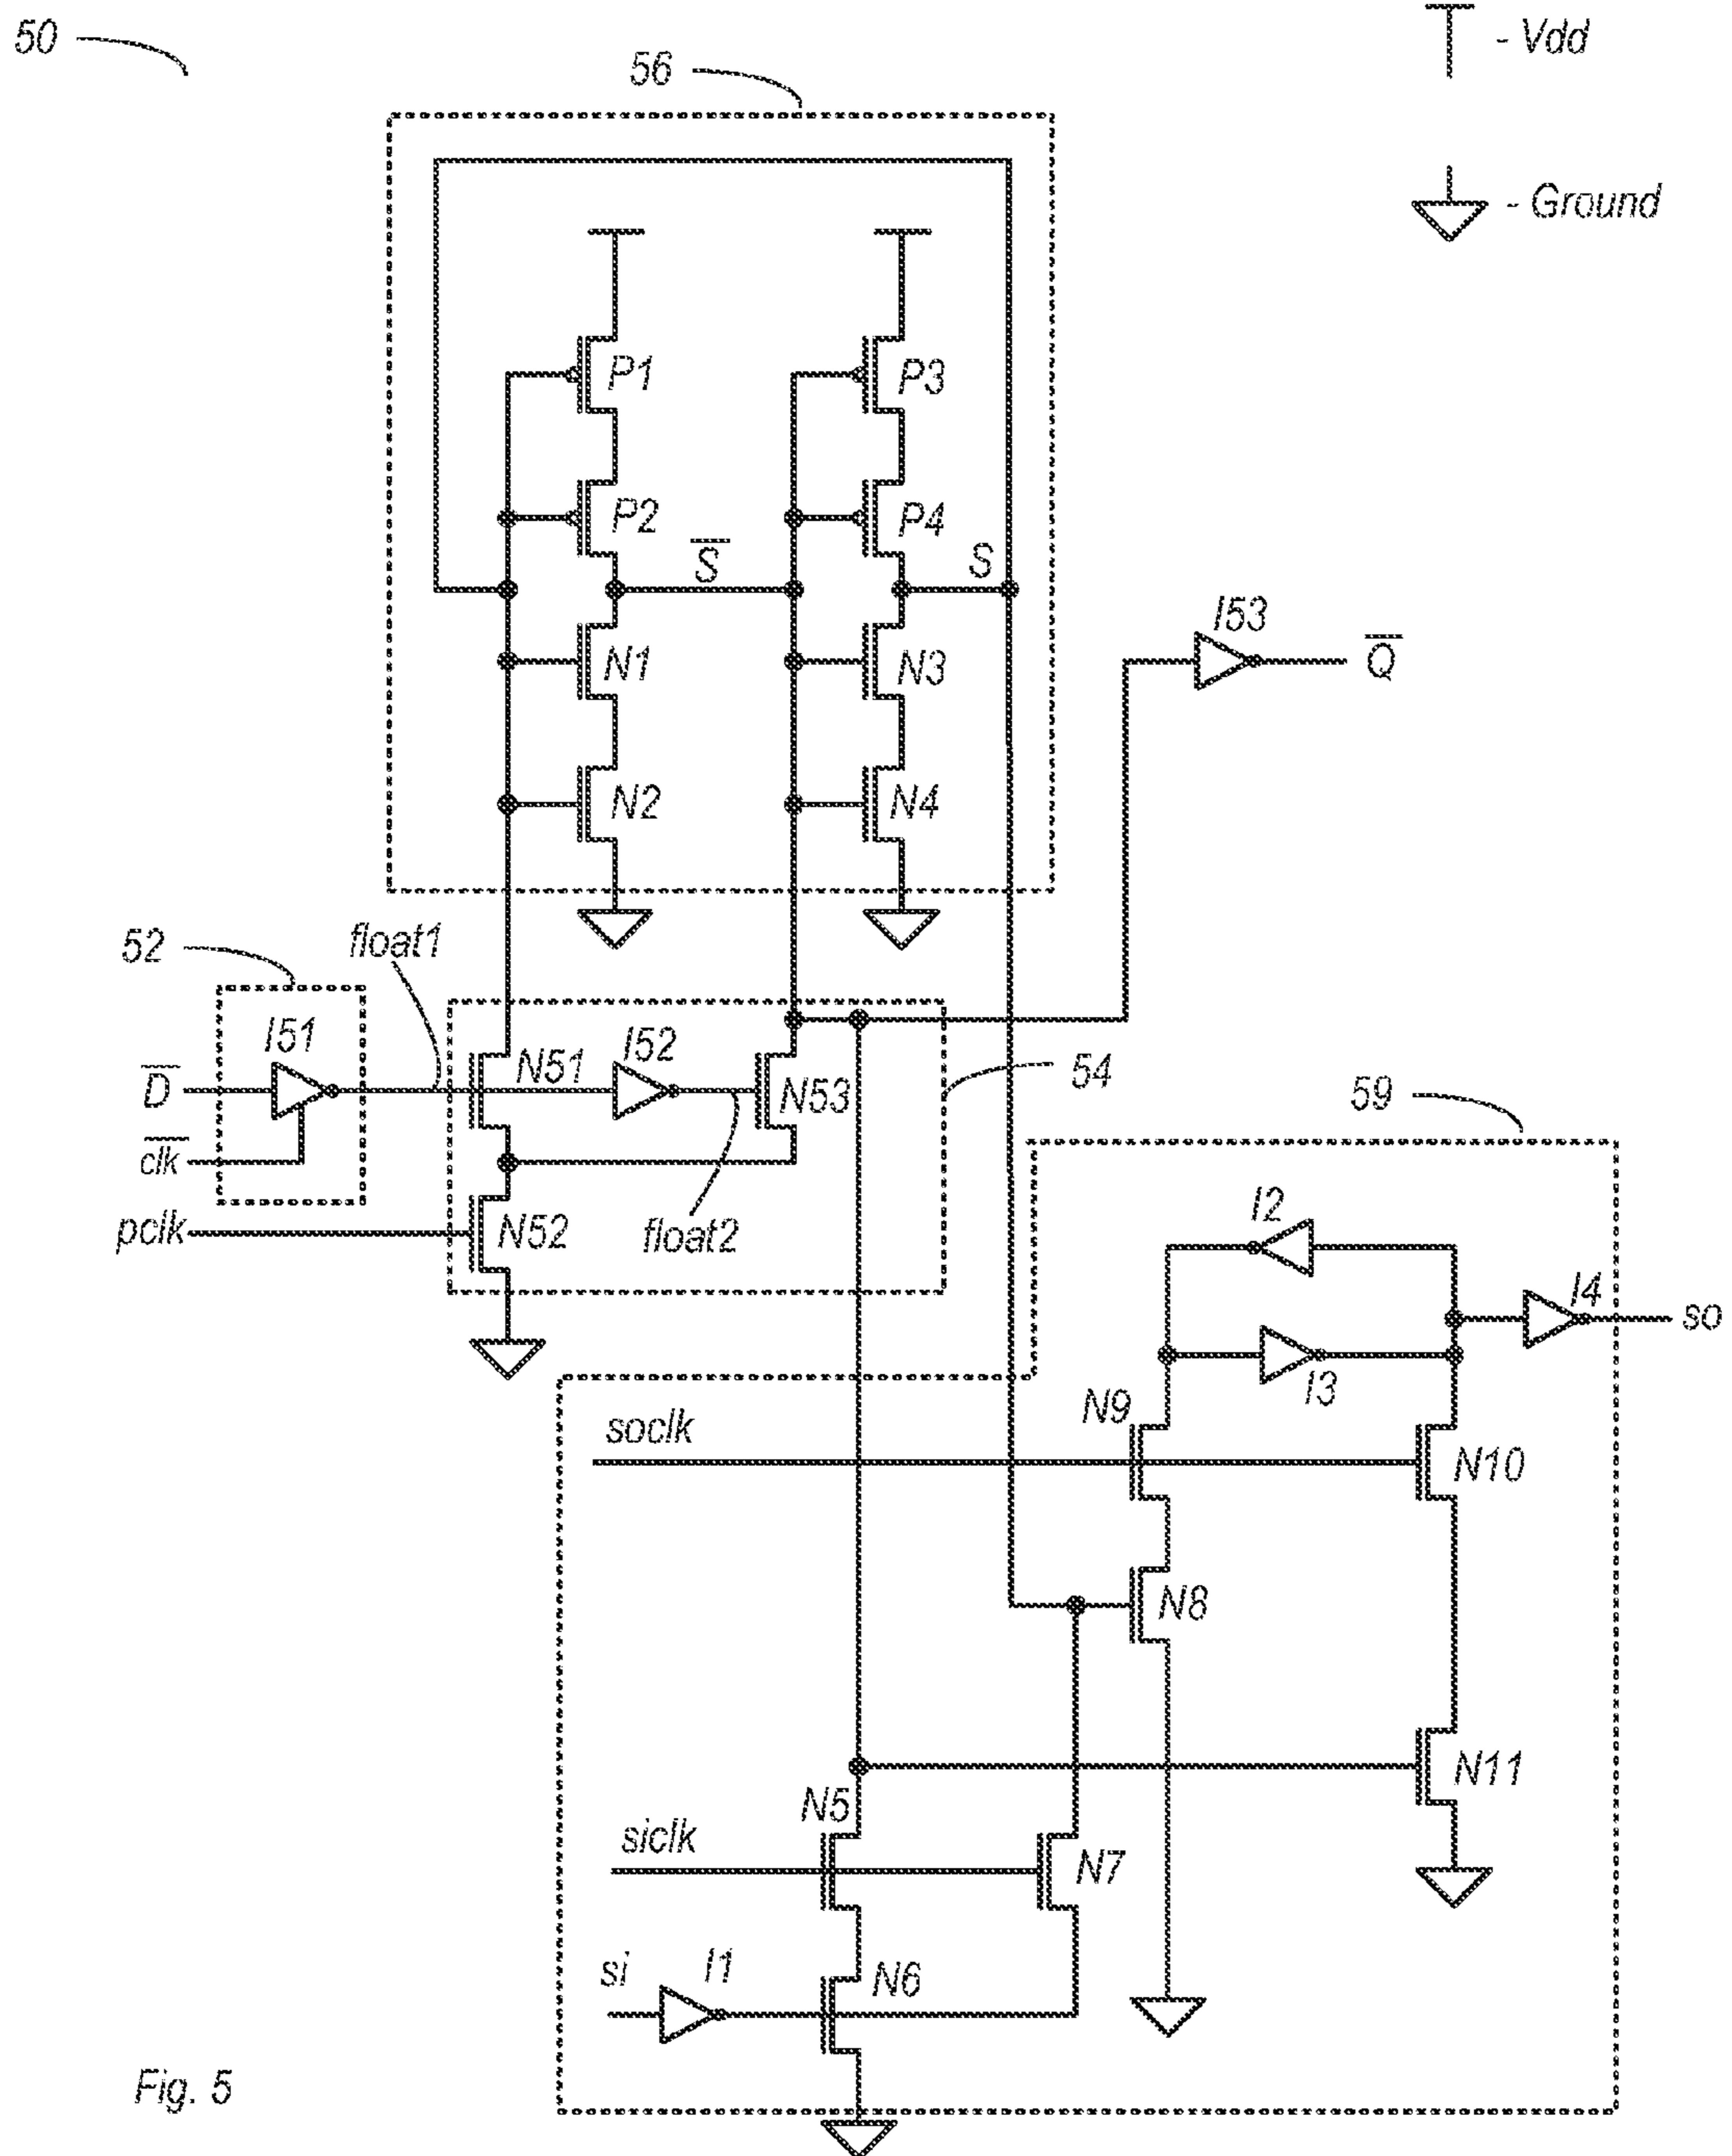 50
56
- Vdd
- Ground
P1
P3
P2
P4
S̅
S
I53
Q̅
N1
N3
N2
N4
52
float1
I51
D̅
N51
I52
N53
54
59
c̅l̅k̅
pclk
N52
float2
I2
I4
so
I3
N9
soclk
N10
N8
N5
siclk
N7
N11
si
I1
N6
Fig. 5